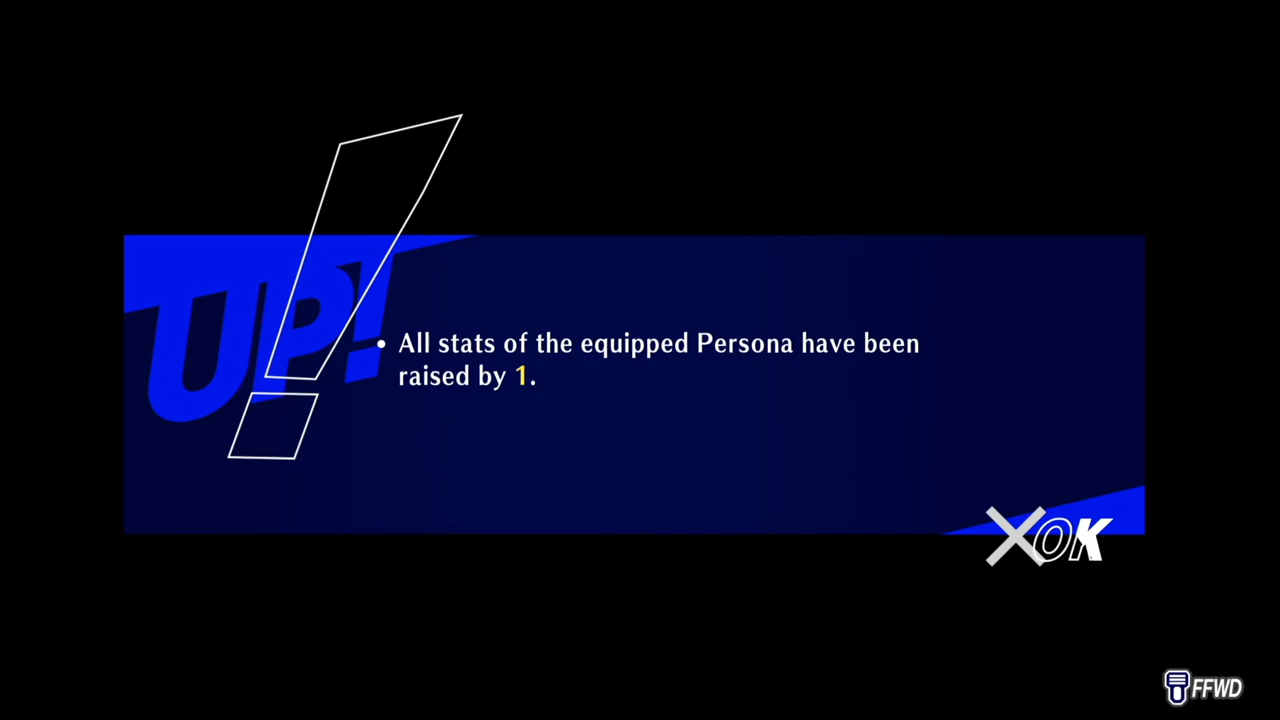 UP!
• All stats of the equipped Persona have been
raised by 1.
OK
FFWD